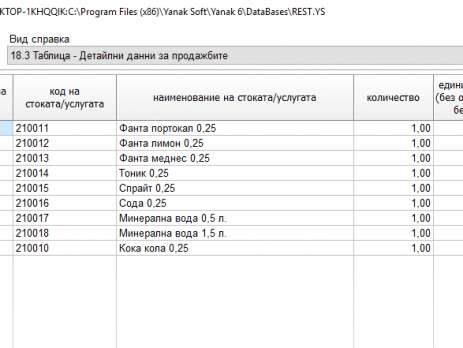 KTOP-1KHQQIK:C:\Program Files (x86)\Yanak Soft\Yanak 6\DataBases\REST.YS
Вид справка
18.3 Таблица - Детайлни данни за продажбите
на код на стоката/услугата наименование на стоката/услугата количество един (без о бе
210011 Фанта портокал 0,25 1,00
210012 Фанта лимон 0,25 1,00
210013 Фанта меднес 0,25 1,00
210014 Тоник 0,25 1,00
210015 Спрайт 0,25 1,00
210016 Сода 0,25 1,00
210017 Минерална вода 0,5 л. 1,00
210018 Минерална вода 1,5 л. 1,00
210010 Кока кола 0,25 1,00